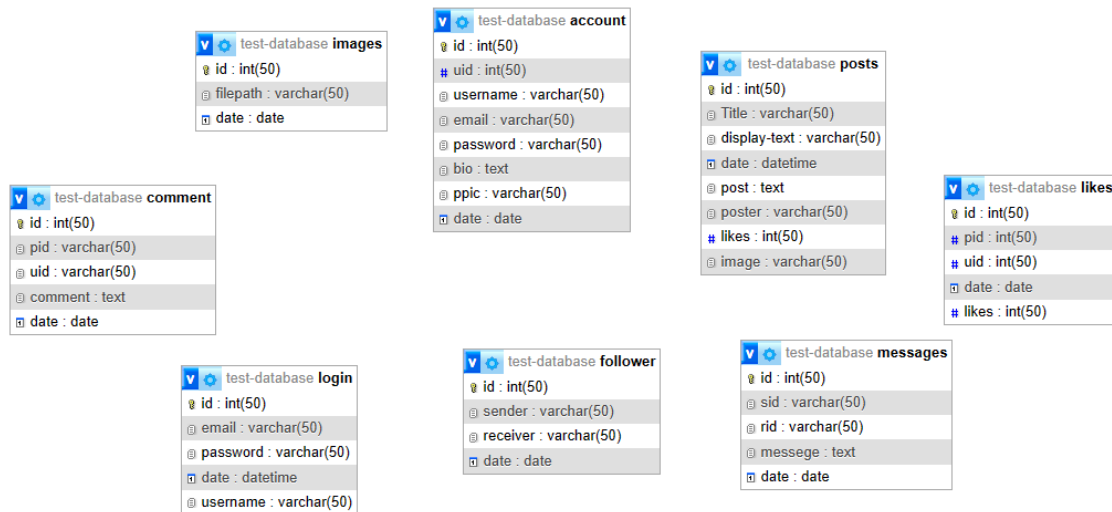 test-database images
id : int(50)
filepath : varchar(50)
date : date
test-database account
id : int(50)
uid : int(50)
username : varchar(50)
email : varchar(50)
password : varchar(50)
bio : text
ppic : varchar(50)
date : date
test-database posts
id : int(50)
Title : varchar(50)
display-text : varchar(50)
date : datetime
post : text
poster : varchar(50)
likes : int(50)
image : varchar(50)
test-database comment
id : int(50)
pid : varchar(50)
uid : varchar(50)
comment : text
date : date
test-database likes
id : int(50)
pid : int(50)
uid : int(50)
date : date
likes : int(50)
test-database login
id : int(50)
email : varchar(50)
password : varchar(50)
date : datetime
username : varchar(50)
test-database follower
id : int(50)
sender : varchar(50)
receiver : varchar(50)
date : date
test-database messages
id : int(50)
sid : varchar(50)
rid : varchar(50)
messege : text
date : date